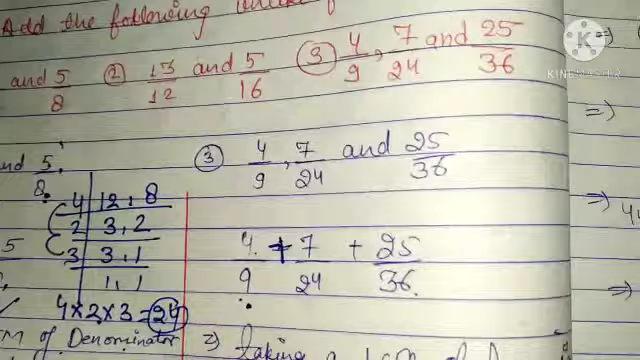 Add the following unlike
and 5/8 ② 13/12 and 5/16 ③ 4/9, 7/24 and 25/36
KINEMASTER
and 5/8.
4 | 12, 8
2 | 3, 2
3 | 3, 1
1, 1
4 × 2 × 3 = 24
M of Denominator
③ 4/9, 7/24 and 25/36
4/9 + 7/24 + 25/36
⇒) taking